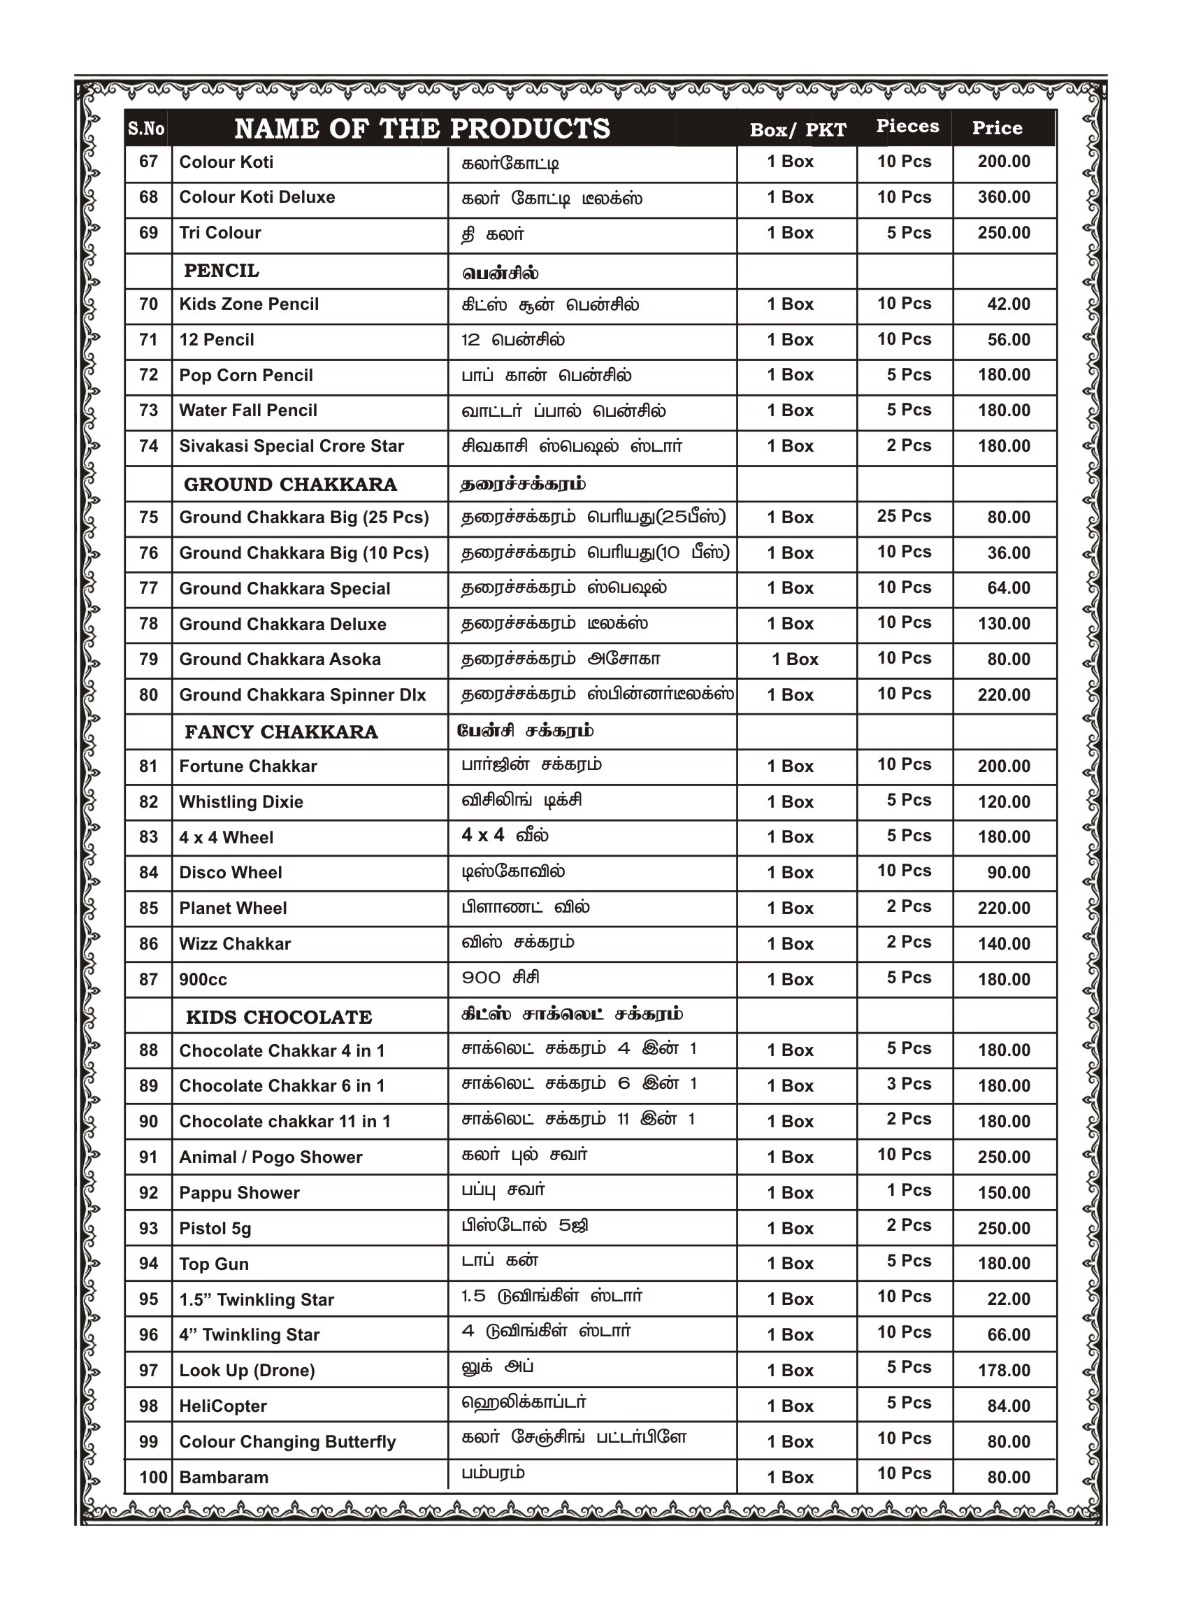 S.No NAME OF THE PRODUCTS Box/ PKT Pieces Price
67 Colour Koti கலர்கோட்டி 1 Box 10 Pcs 200.00
68 Colour Koti Deluxe கலர் கோட்டி டீலக்ஸ் 1 Box 10 Pcs 360.00
69 Tri Colour தி கலர் 1 Box 5 Pcs 250.00
PENCIL பென்சில்
70 Kids Zone Pencil கிட்ஸ் சூன் பென்சில் 1 Box 10 Pcs 42.00
71 12 Pencil 12 பென்சில் 1 Box 10 Pcs 56.00
72 Pop Corn Pencil பாப் கான் பென்சில் 1 Box 5 Pcs 180.00
73 Water Fall Pencil வாட்டர் ப்பால் பென்சில் 1 Box 5 Pcs 180.00
74 Sivakasi Special Crore Star சிவகாசி ஸ்பெஷல் ஸ்டார் 1 Box 2 Pcs 180.00
GROUND CHAKKARA தரைச்சக்கரம்
75 Ground Chakkara Big (25 Pcs) தரைச்சக்கரம் பெரியது(25பீஸ்) 1 Box 25 Pcs 80.00
76 Ground Chakkara Big (10 Pcs) தரைச்சக்கரம் பெரியது(10 பீஸ்) 1 Box 10 Pcs 36.00
77 Ground Chakkara Special தரைச்சக்கரம் ஸ்பெஷல் 1 Box 10 Pcs 64.00
78 Ground Chakkara Deluxe தரைச்சக்கரம் டீலக்ஸ் 1 Box 10 Pcs 130.00
79 Ground Chakkara Asoka தரைச்சக்கரம் அசோகா 1 Box 10 Pcs 80.00
80 Ground Chakkara Spinner Dlx தரைச்சக்கரம் ஸ்பின்னர்டீலக்ஸ் 1 Box 10 Pcs 220.00
FANCY CHAKKARA பேன்சி சக்கரம்
81 Fortune Chakkar பார்ஜின் சக்கரம் 1 Box 10 Pcs 200.00
82 Whistling Dixie விசிலிங் டிக்சி 1 Box 5 Pcs 120.00
83 4 x 4 Wheel 4 x 4 வீல் 1 Box 5 Pcs 180.00
84 Disco Wheel டிஸ்கோவில் 1 Box 10 Pcs 90.00
85 Planet Wheel பிளாணட் வில் 1 Box 2 Pcs 220.00
86 Wizz Chakkar விஸ் சக்கரம் 1 Box 2 Pcs 140.00
87 900cc 900 சிசி 1 Box 5 Pcs 180.00
KIDS CHOCOLATE கிட்ஸ் சாக்லெட் சக்கரம்
88 Chocolate Chakkar 4 in 1 சாக்லெட் சக்கரம் 4 இன் 1 1 Box 5 Pcs 180.00
89 Chocolate Chakkar 6 in 1 சாக்லெட் சக்கரம் 6 இன் 1 1 Box 3 Pcs 180.00
90 Chocolate chakkar 11 in 1 சாக்லெட் சக்கரம் 11 இன் 1 1 Box 2 Pcs 180.00
91 Animal / Pogo Shower கலர் புல் சவர் 1 Box 10 Pcs 250.00
92 Pappu Shower பப்பு சவர் 1 Box 1 Pcs 150.00
93 Pistol 5g பிஸ்டோல் 5ஜி 1 Box 2 Pcs 250.00
94 Top Gun டாப் கன் 1 Box 5 Pcs 180.00
95 1.5” Twinkling Star 1.5 டுவிங்கிள் ஸ்டார் 1 Box 10 Pcs 22.00
96 4” Twinkling Star 4 டுவிங்கிள் ஸ்டார் 1 Box 10 Pcs 66.00
97 Look Up (Drone) லுக் அப் 1 Box 5 Pcs 178.00
98 HeliCopter ஹெலிக்காப்டர் 1 Box 5 Pcs 84.00
99 Colour Changing Butterfly கலர் சேஞ்சிங் பட்டர்பிளே 1 Box 10 Pcs 80.00
100 Bambaram பம்பரம் 1 Box 10 Pcs 80.00